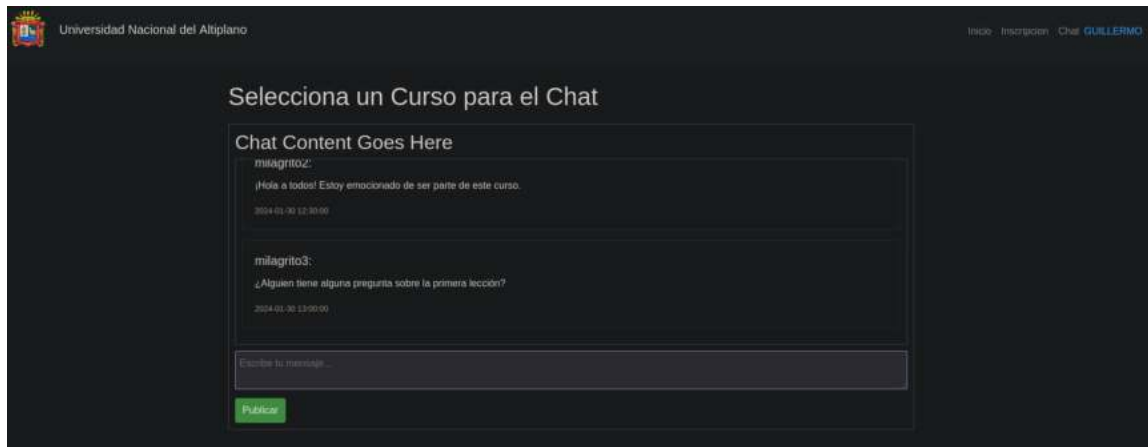 Universidad Nacional del Altiplano
Inicio Inscripcion Chat GUILLERMO
Selecciona un Curso para el Chat
Chat Content Goes Here
milagrito2:
¡Hola a todos! Estoy emocionado de ser parte de este curso.
2024-01-30 12:30:00
milagrito3:
¿Alguien tiene alguna pregunta sobre la primera lección?
2024-01-30 13:00:00
Escribe tu mensaje...
Publicar